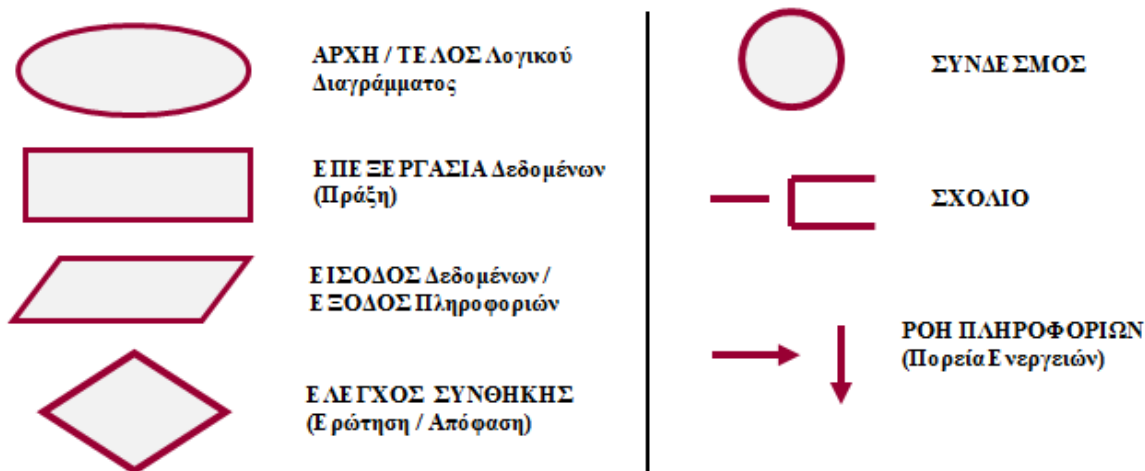 ΑΡΧΗ / ΤΕΛΟΣ Λογικού
Διαγράμματος
ΕΠΕΞΕΡΓΑΣΙΑ Δεδομένων
(Πράξη)
ΕΙΣΟΔΟΣ Δεδομένων /
ΕΞΟΔΟΣ Πληροφοριών
ΕΛΕΓΧΟΣ ΣΥΝΘΗΚΗΣ
(Ερώτηση / Απόφαση)
ΣΥΝΔΕΣΜΟΣ
ΣΧΟΛΙΟ
ΡΟΗ ΠΛΗΡΟΦΟΡΙΩΝ
(Πορεία Ενεργειών)